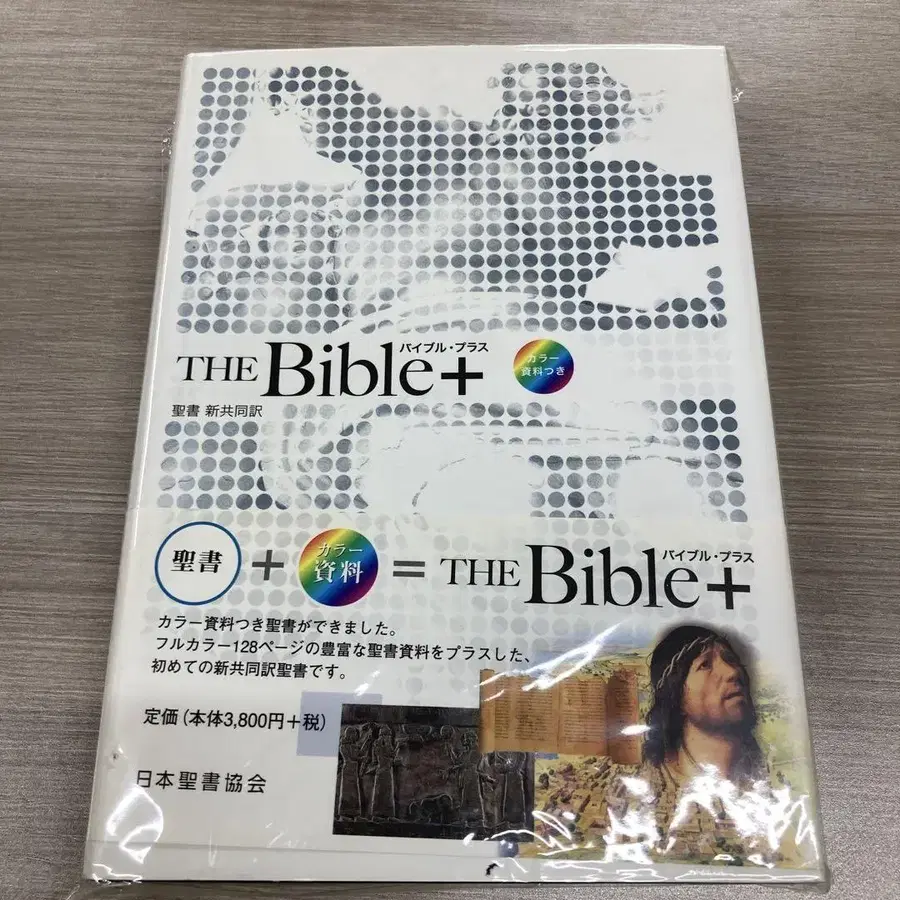 バイブル・プラス
THE Bible+
カラー
資料つき
聖書 新共同訳
聖書 + カラー資料 = THE Bible+
バイブル・プラス
カラー資料つき聖書ができました。
フルカラー128ページの豊富な聖書資料をプラスした、
初めての新共同訳聖書です。
定価(本体3,800円+税)
日本聖書協会